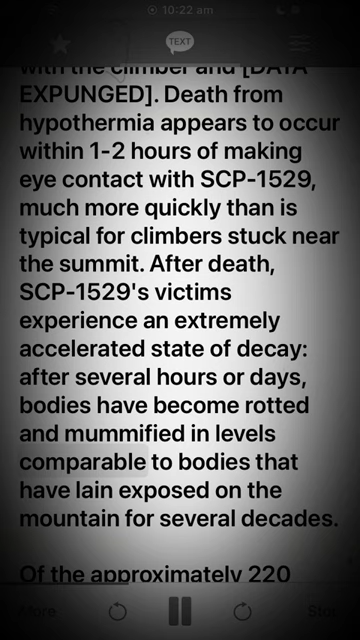 10:22 am
TEXT
with the climber and [DATA
EXPUNGED]. Death from
hypothermia appears to occur
within 1-2 hours of making
eye contact with SCP-1529,
much more quickly than is
typical for climbers stuck near
the summit. After death,
SCP-1529's victims
experience an extremely
accelerated state of decay:
after several hours or days,
bodies have become rotted
and mummified in levels
comparable to bodies that
have lain exposed on the
mountain for several decades.
Of the approximately 220